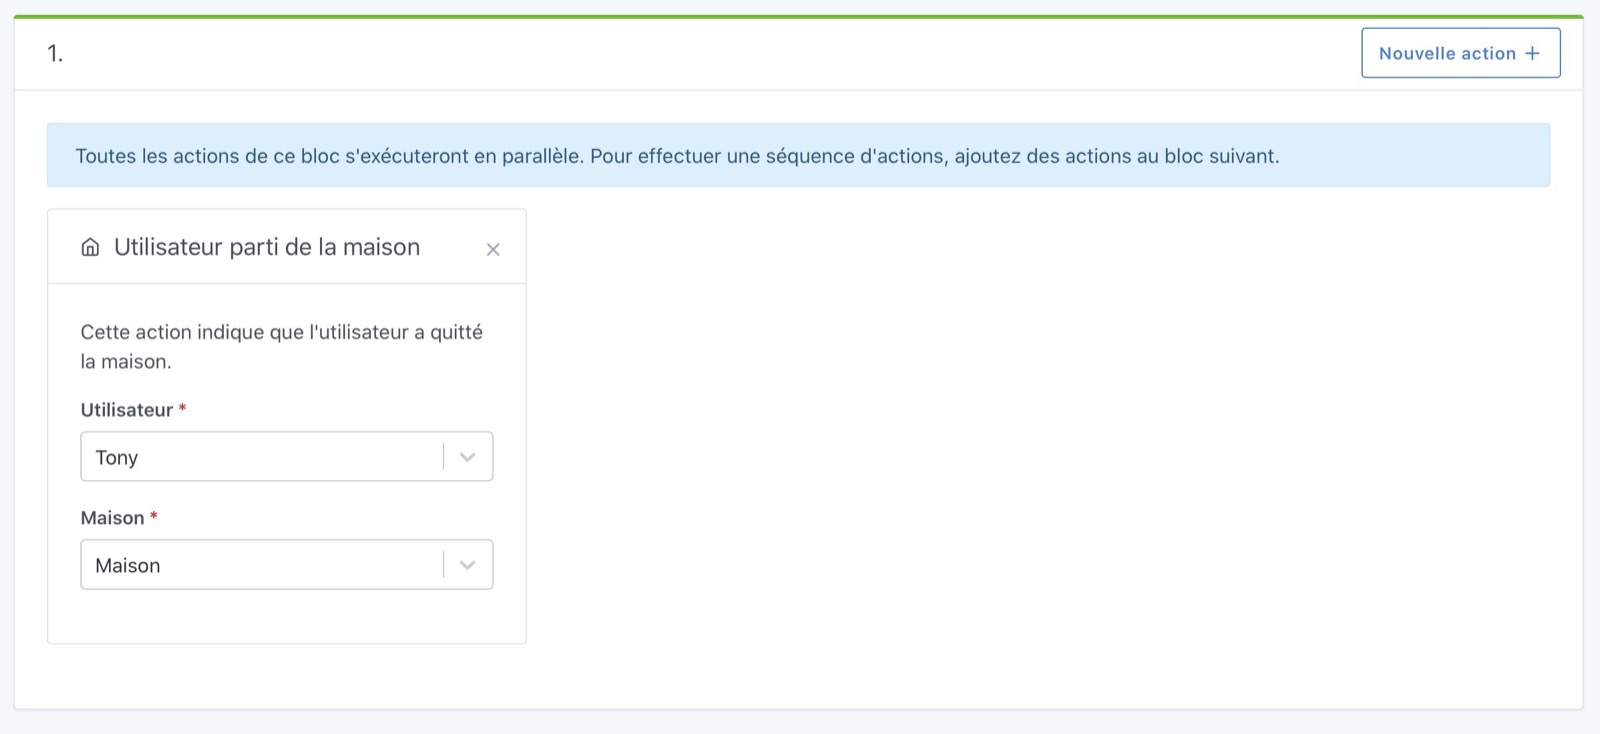 1.
Nouvelle action +
Toutes les actions de ce bloc s'exécuteront en parallèle. Pour effectuer une séquence d'actions, ajoutez des actions au bloc suivant.
Utilisateur parti de la maison
Cette action indique que l'utilisateur a quitté
la maison.
Utilisateur *
Tony
Maison *
Maison